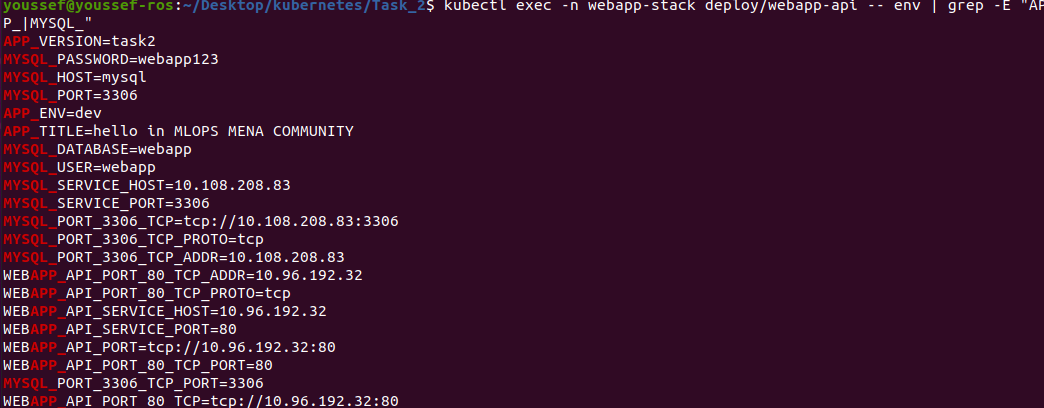 youssef@youssef-ros:~/Desktop/kubernetes/Task_2$ kubectl exec -n webapp-stack deploy/webapp-api -- env | grep -E "AP
P_|MYSQL_"
APP_VERSION=task2
MYSQL_PASSWORD=webapp123
MYSQL_HOST=mysql
MYSQL_PORT=3306
APP_ENV=dev
APP_TITLE=hello in MLOPS MENA COMMUNITY
MYSQL_DATABASE=webapp
MYSQL_USER=webapp
MYSQL_SERVICE_HOST=10.108.208.83
MYSQL_SERVICE_PORT=3306
MYSQL_PORT_3306_TCP=tcp://10.108.208.83:3306
MYSQL_PORT_3306_TCP_PROTO=tcp
MYSQL_PORT_3306_TCP_ADDR=10.108.208.83
WEBAPP_API_PORT_80_TCP_ADDR=10.96.192.32
WEBAPP_API_PORT_80_TCP_PROTO=tcp
WEBAPP_API_SERVICE_HOST=10.96.192.32
WEBAPP_API_SERVICE_PORT=80
WEBAPP_API_PORT=tcp://10.96.192.32:80
WEBAPP_API_PORT_80_TCP_PORT=80
MYSQL_PORT_3306_TCP_PORT=3306
WEBAPP_API_PORT_80_TCP=tcp://10.96.192.32:80